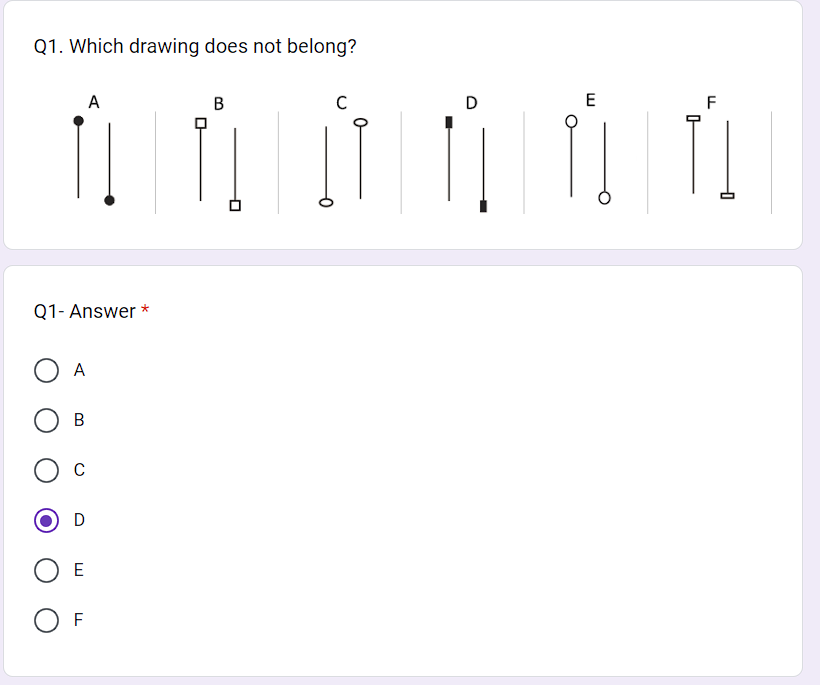 Q1. Which drawing does not belong?
A B C D E F
Q1- Answer *
A
B
C
D
E
F